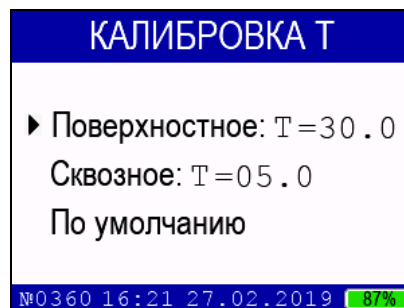 КАЛИБРОВКА Т
Поверхностное: T=30.0
Сквозное: T=05.0
По умолчанию
№0360 16:21 27.02.2019 87%